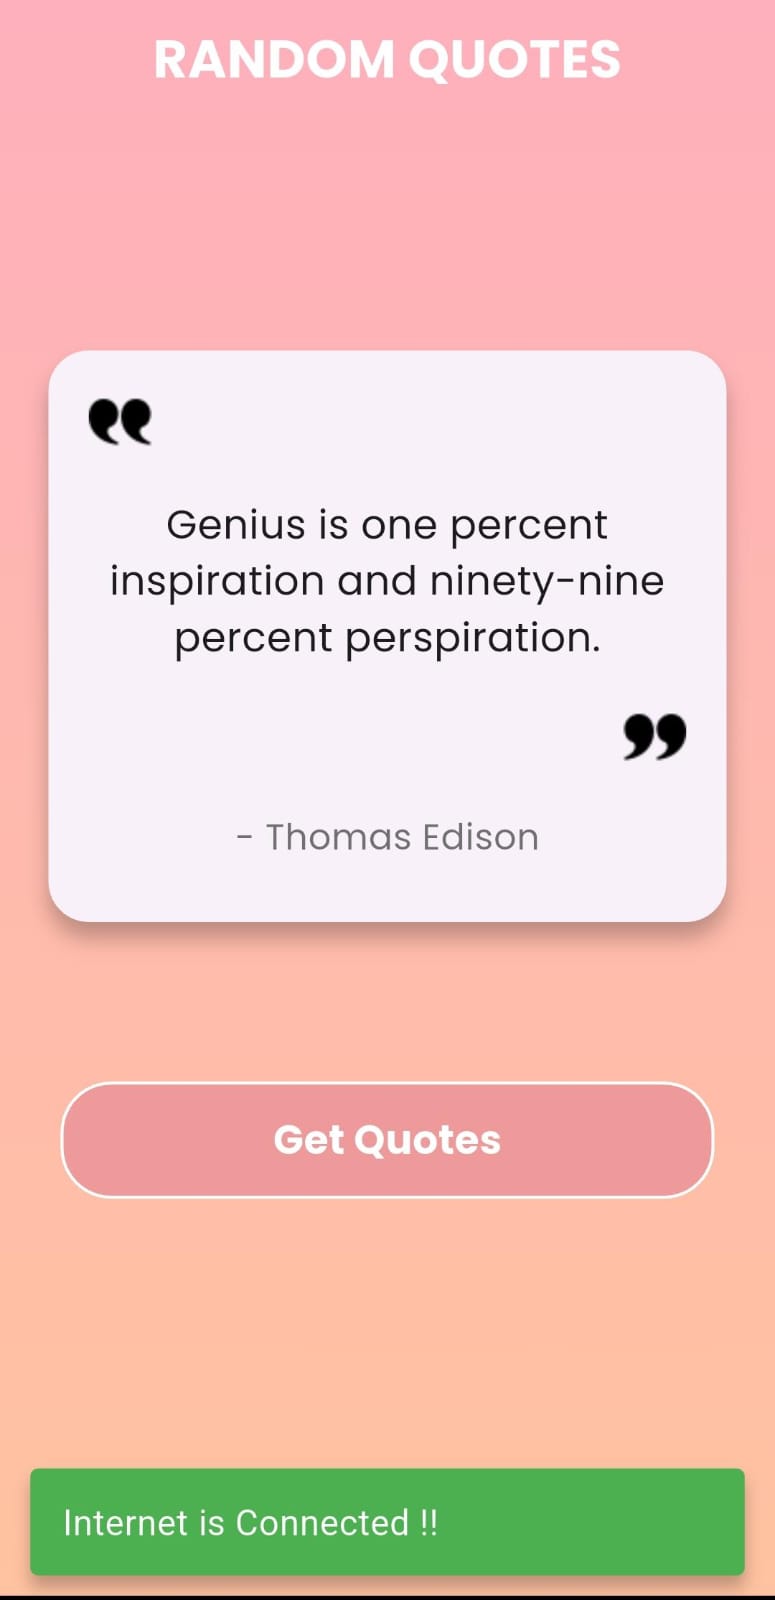 RANDOM QUOTES
“
Genius is one percent
inspiration and ninety-nine
percent perspiration.
”
- Thomas Edison
Get Quotes
Internet is Connected !!